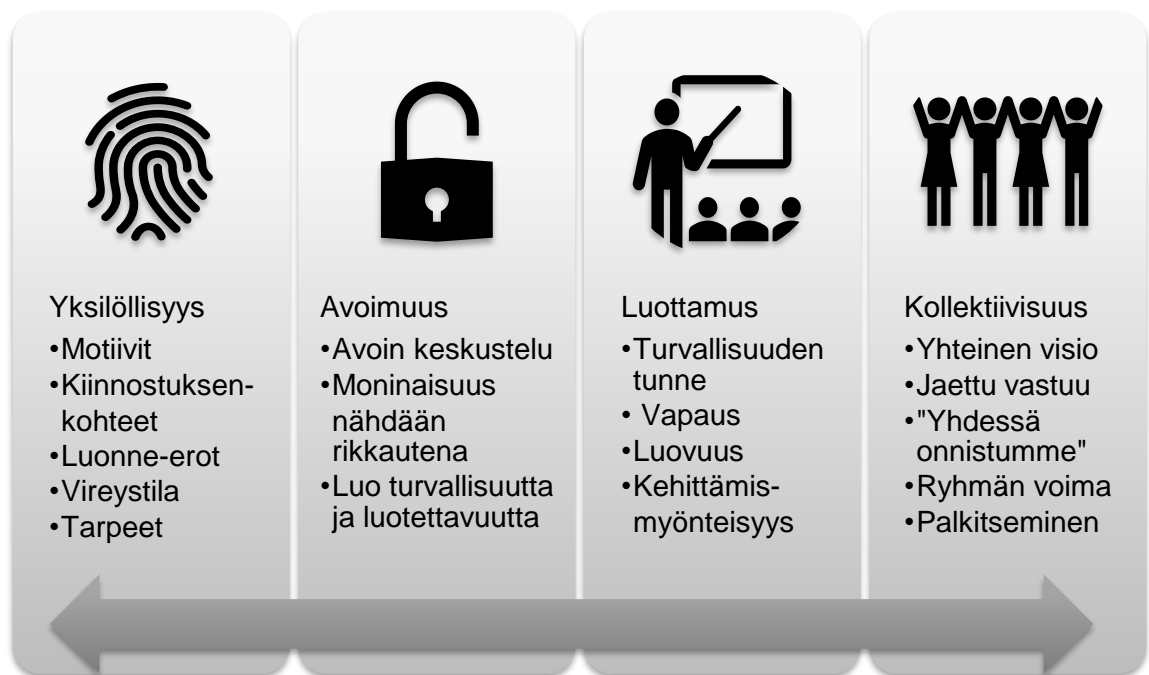 Yksilöllisyys
•Motiivit
•Kiinnostuksen-
kohteet
•Luonne-erot
•Vireystila
•Tarpeet
Avoimuus
•Avoin keskustelu
•Moninaisuus
nähdään
rikkautena
•Luo turvallisuutta
ja luotettavuutta
Luottamus
•Turvallisuuden
tunne
• Vapaus
•Luovuus
•Kehittämis-
myönteisyys
Kollektiivisuus
•Yhteinen visio
•Jaettu vastuu
•"Yhdessä
onnistumme"
•Ryhmän voima
•Palkitseminen